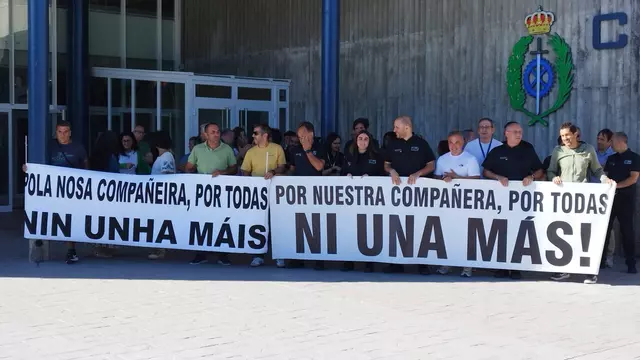 POLA NOSA COMPAÑEIRA, POR TODAS
NIN UNHA MÁIS
POR NUESTRA COMPAÑERA, POR TODAS
NI UNA MÁS!
C